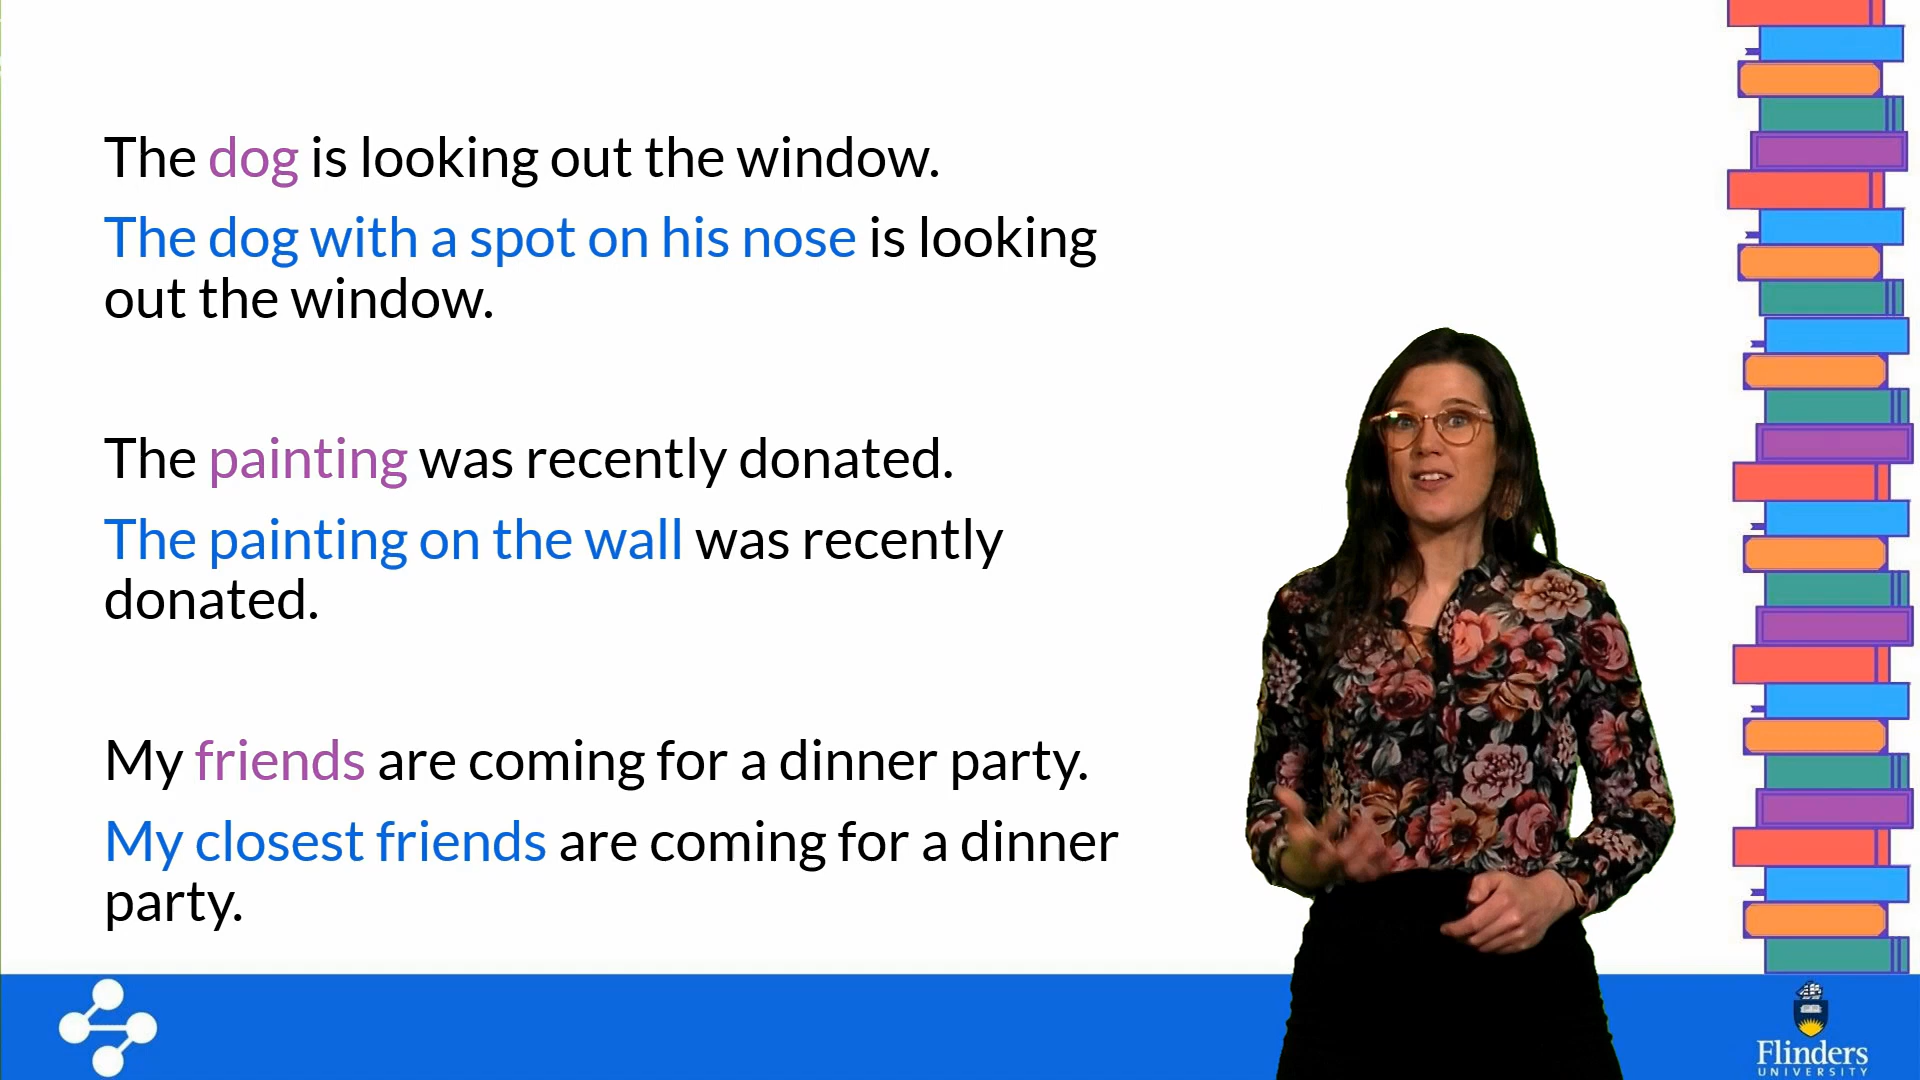 The dog is looking out the window.
The dog with a spot on his nose is looking
out the window.
The painting was recently donated.
The painting on the wall was recently
donated.
My friends are coming for a dinner party.
My closest friends are coming for a dinner
party.
Flinders
UNIVERSITY